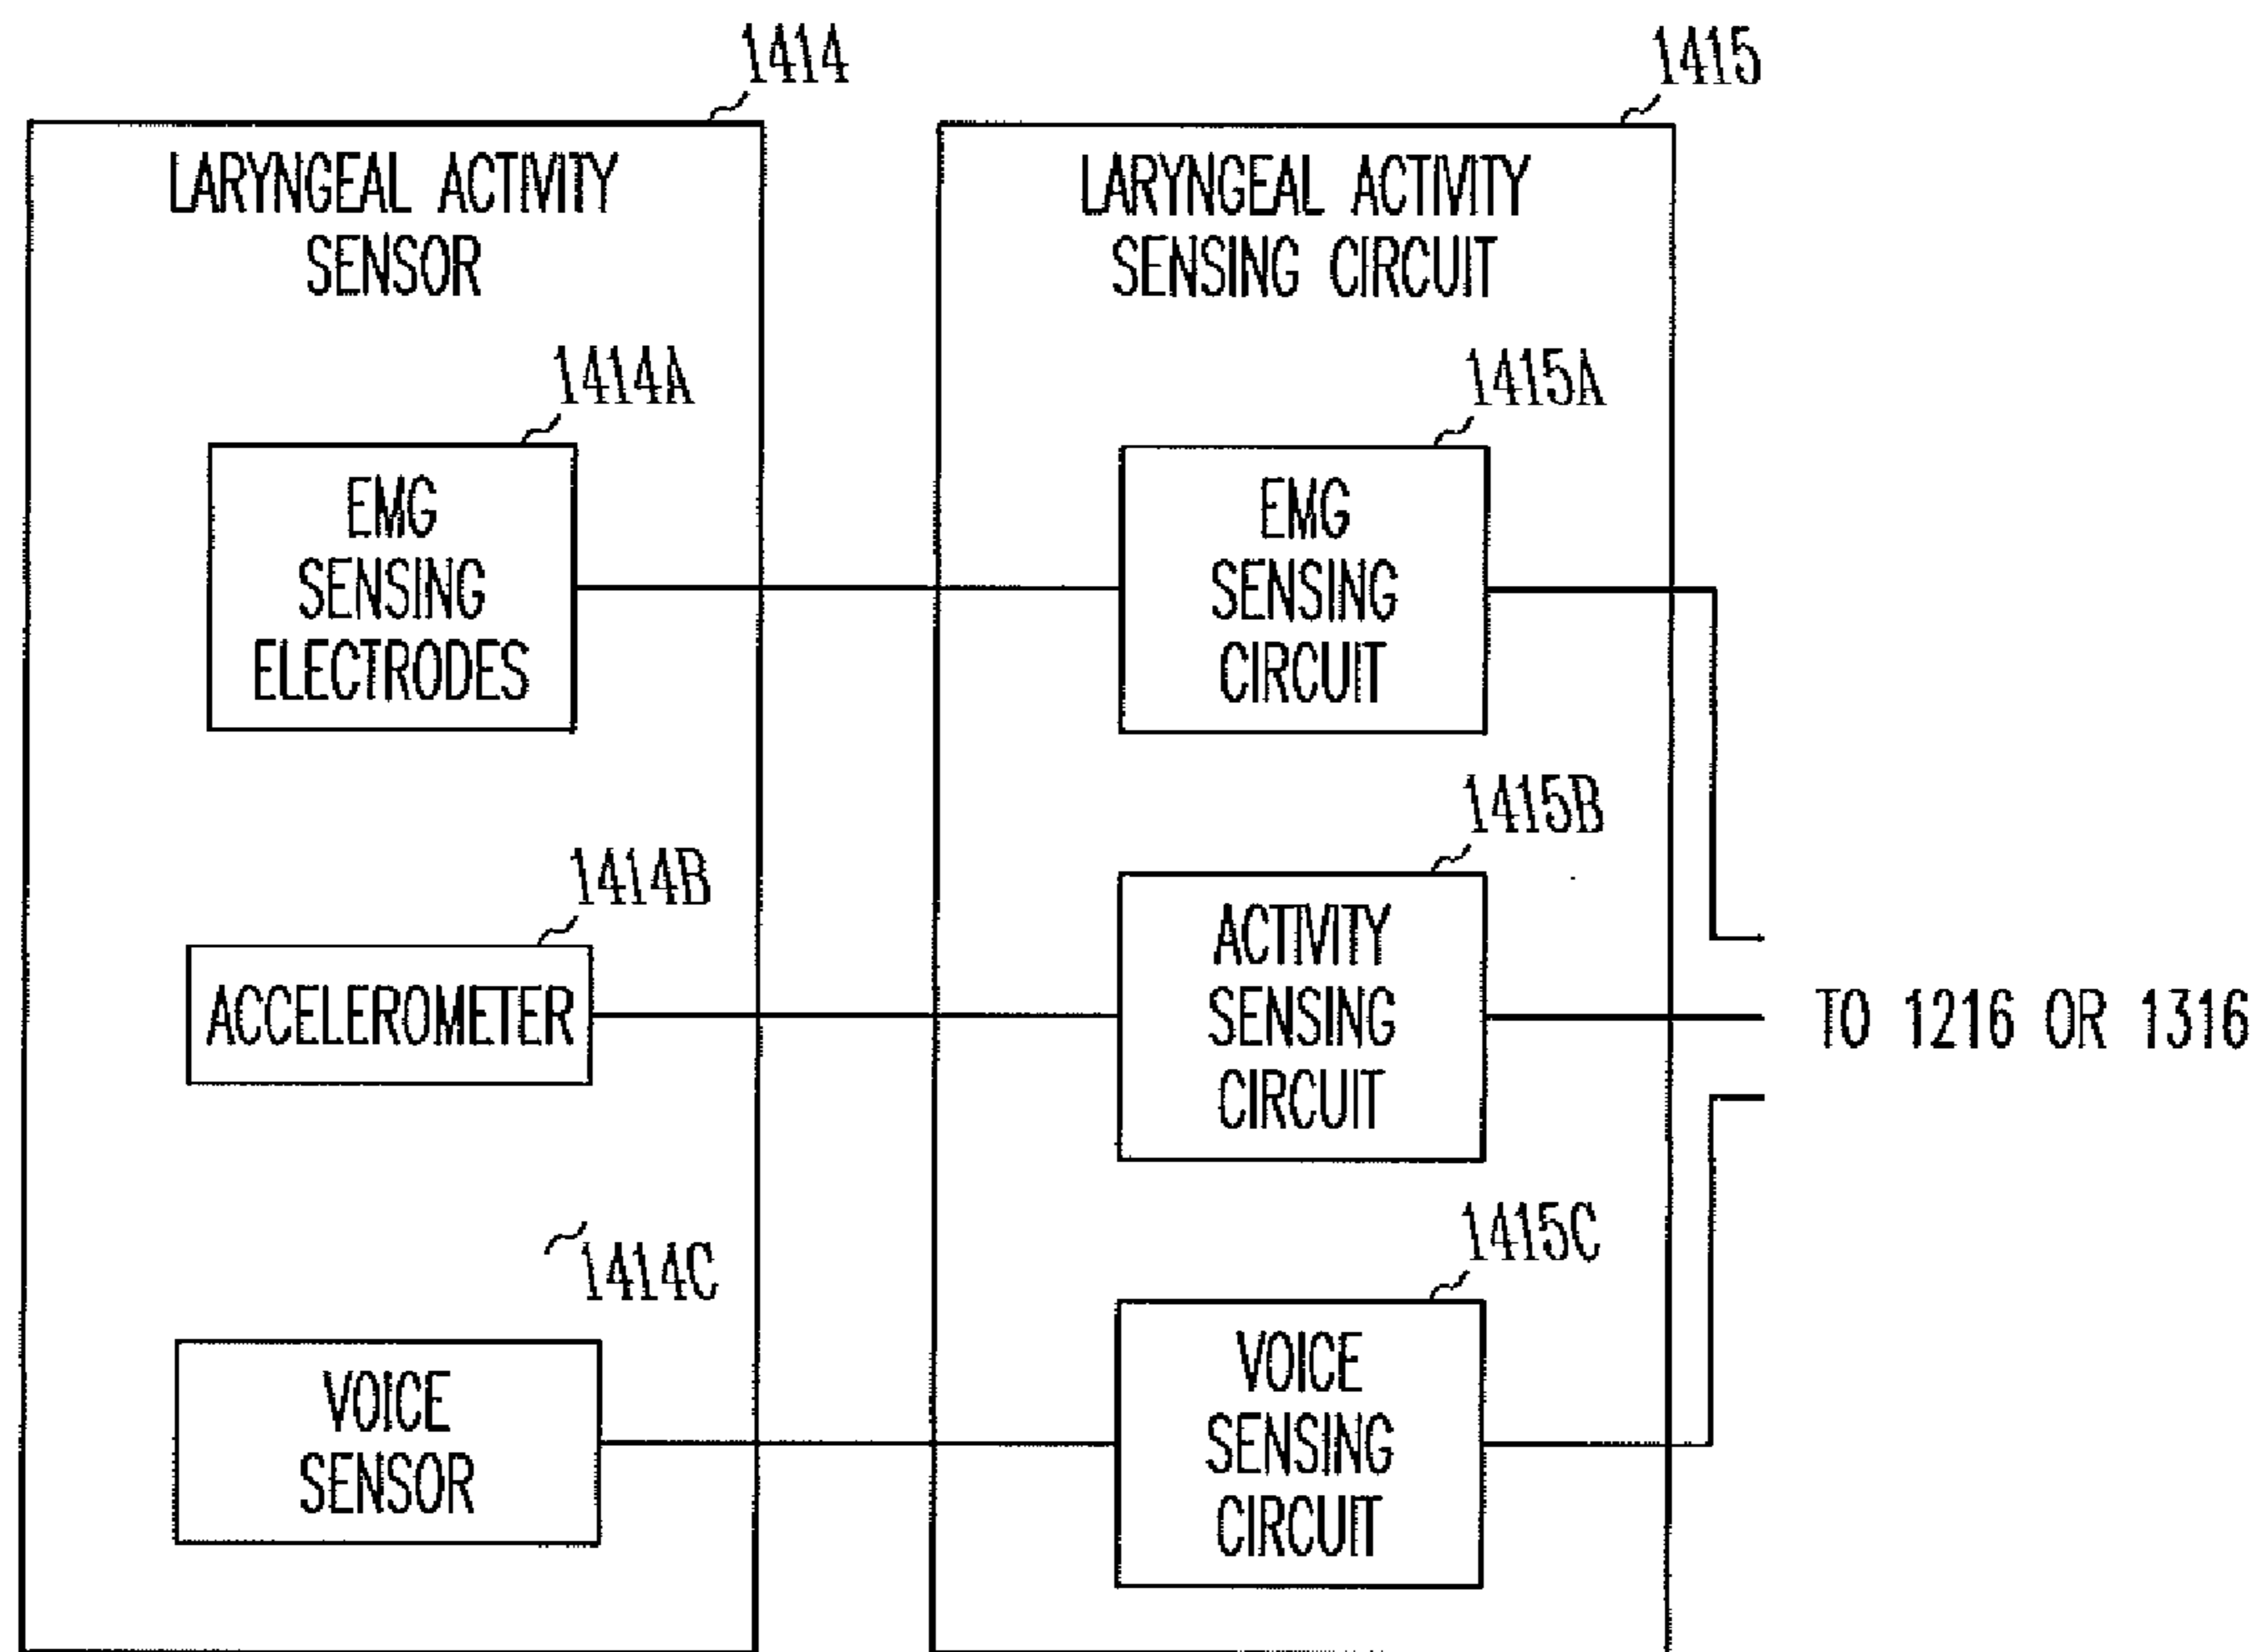 1414
1415
LARYNGEAL ACTIVITY
SENSOR
LARYNGEAL ACTIVITY
SENSING CIRCUIT
1414A
EMG
SENSING
ELECTRODES
1415A
EMG
SENSING
CIRCUIT
1414B
ACCELEROMETER
1415B
ACTIVITY
SENSING
CIRCUIT
TO 1216 OR 1316
1414C
VOICE
SENSOR
1415C
VOICE
SENSING
CIRCUIT